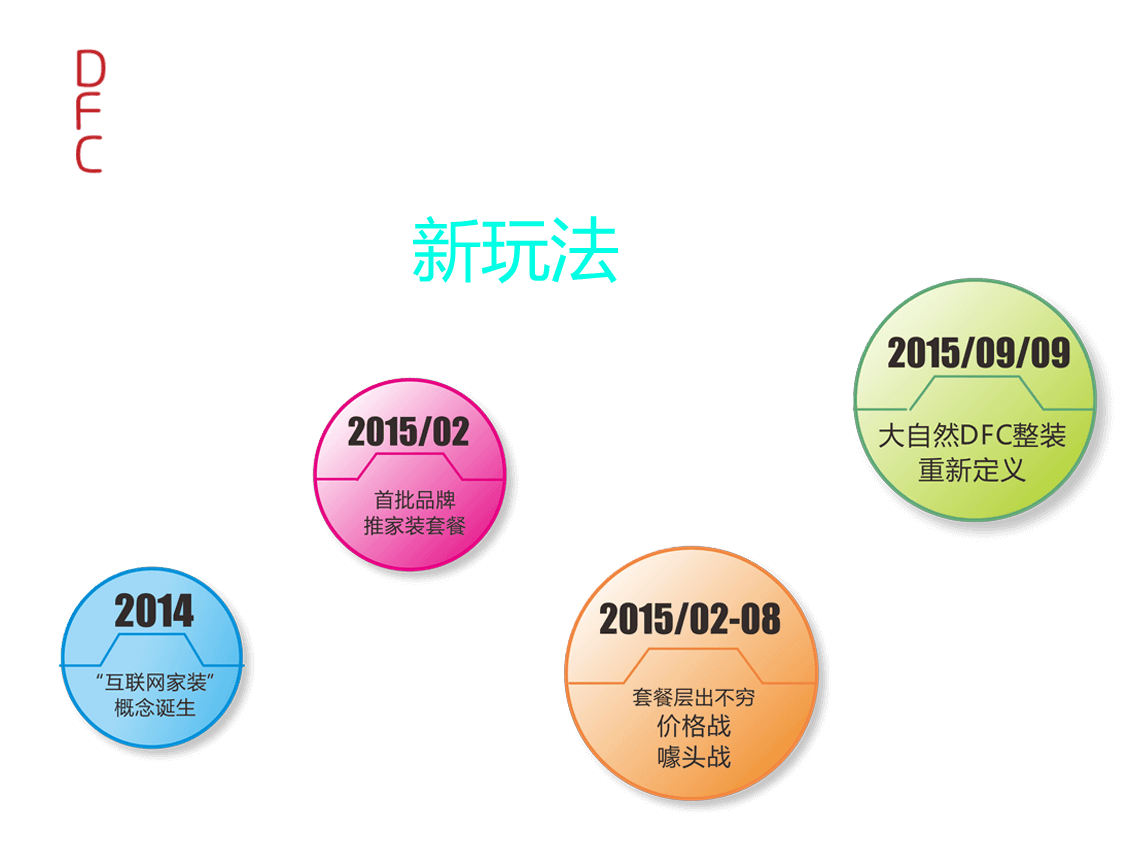 D
F
C
新玩法
2014
“互联网家装”
概念诞生
2015/02
首批品牌
推家装套餐
2015/02-08
套餐层出不穷
价格战
噱头战
2015/09/09
大自然DFC整装
重新定义